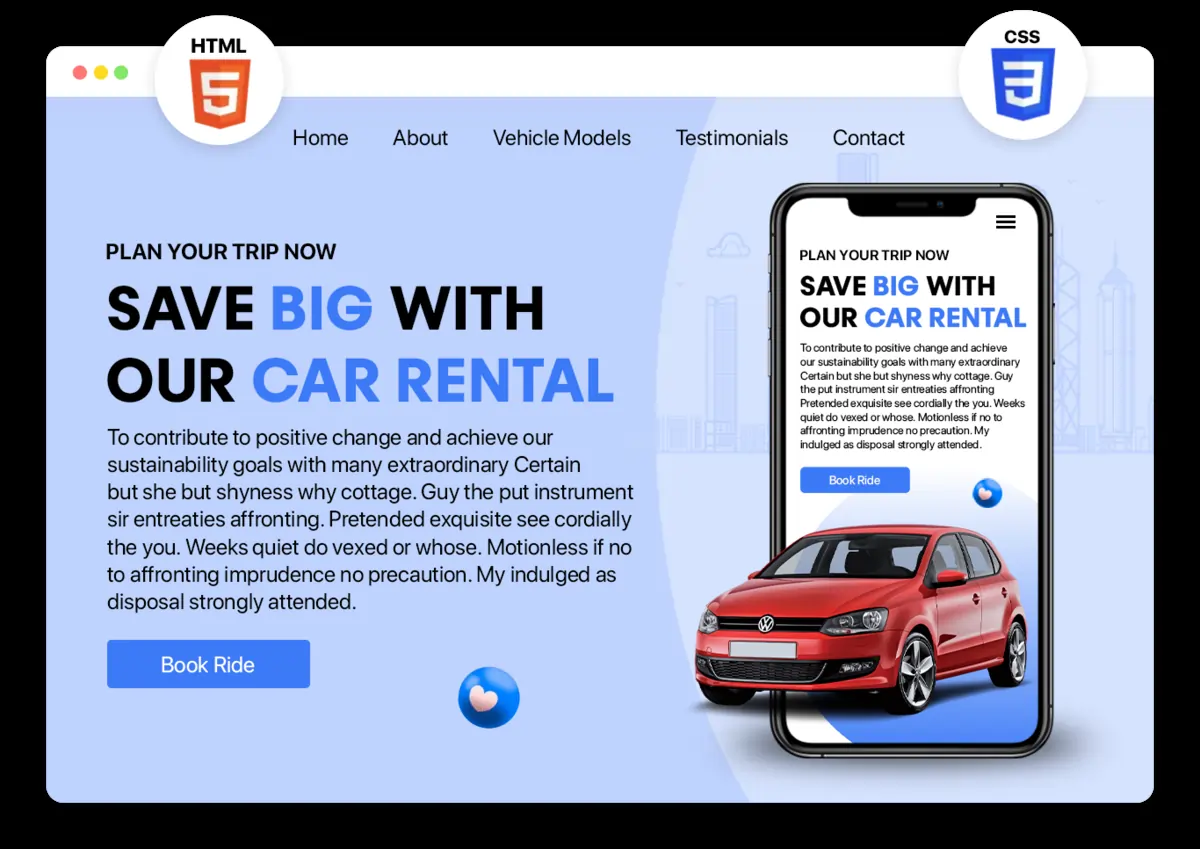 HTML
5
CSS
3
Home About Vehicle Models Testimonials Contact
PLAN YOUR TRIP NOW
SAVE BIG WITH
OUR CAR RENTAL
To contribute to positive change and achieve our
sustainability goals with many extraordinary Certain
but she but shyness why cottage. Guy the put instrument
sir entreaties affronting. Pretended exquisite see cordially
the you. Weeks quiet do vexed or whose. Motionless if no
to affronting imprudence no precaution. My indulged as
disposal strongly attended.
Book Ride
PLAN YOUR TRIP NOW
SAVE BIG WITH
OUR CAR RENTAL
To contribute to positive change and achieve
our sustainability goals with many extraordinary
Certain but she but shyness why cottage. Guy
the put instrument sir entreaties affronting
Pretended exquisite see cordially the you. Weeks
quiet do vexed or whose. Motionless if no to
affronting imprudence no precaution. My
indulged as disposal strongly attended.
Book Ride